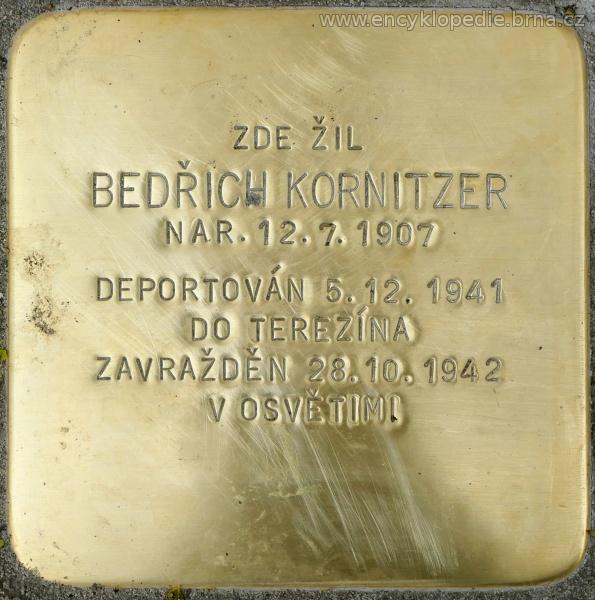 www.encyklopedie.brna.cz
ZDE ŽIL
BEDŘICH KORNITZER
NAR. 12.7.1907
DEPORTOVÁN 5.12.1941
DO TEREZÍNA
ZAVRAŽDĚN 28.10.1942
V OSVĚTIMI